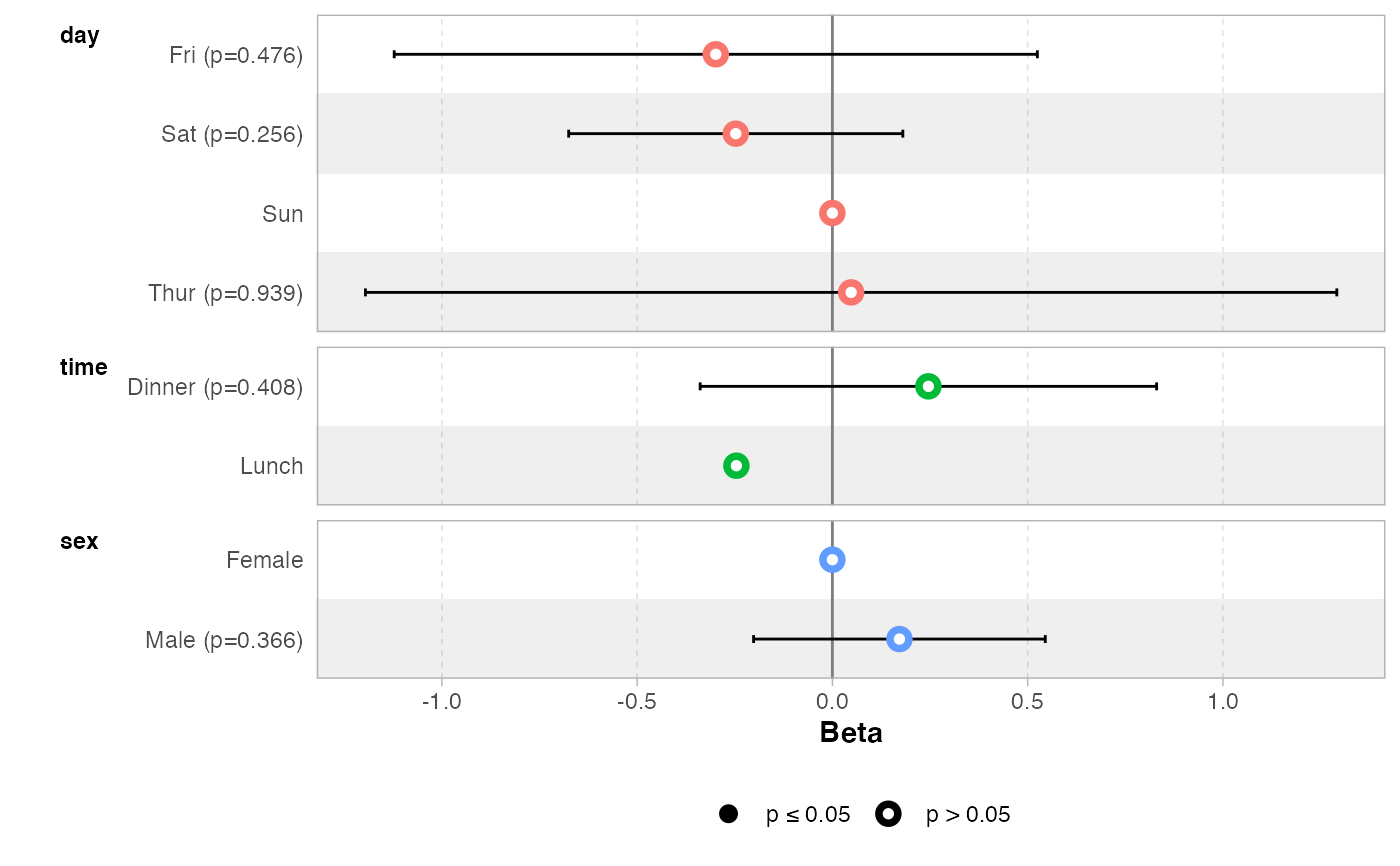 day
Fri (p=0.476)
Sat (p=0.256)
Sun
Thur (p=0.939)
time
Dinner (p=0.408)
Lunch
sex
Female
Male (p=0.366)
-1.0 -0.5 0.0 0.5 1.0
Beta
p ≤ 0.05 p > 0.05